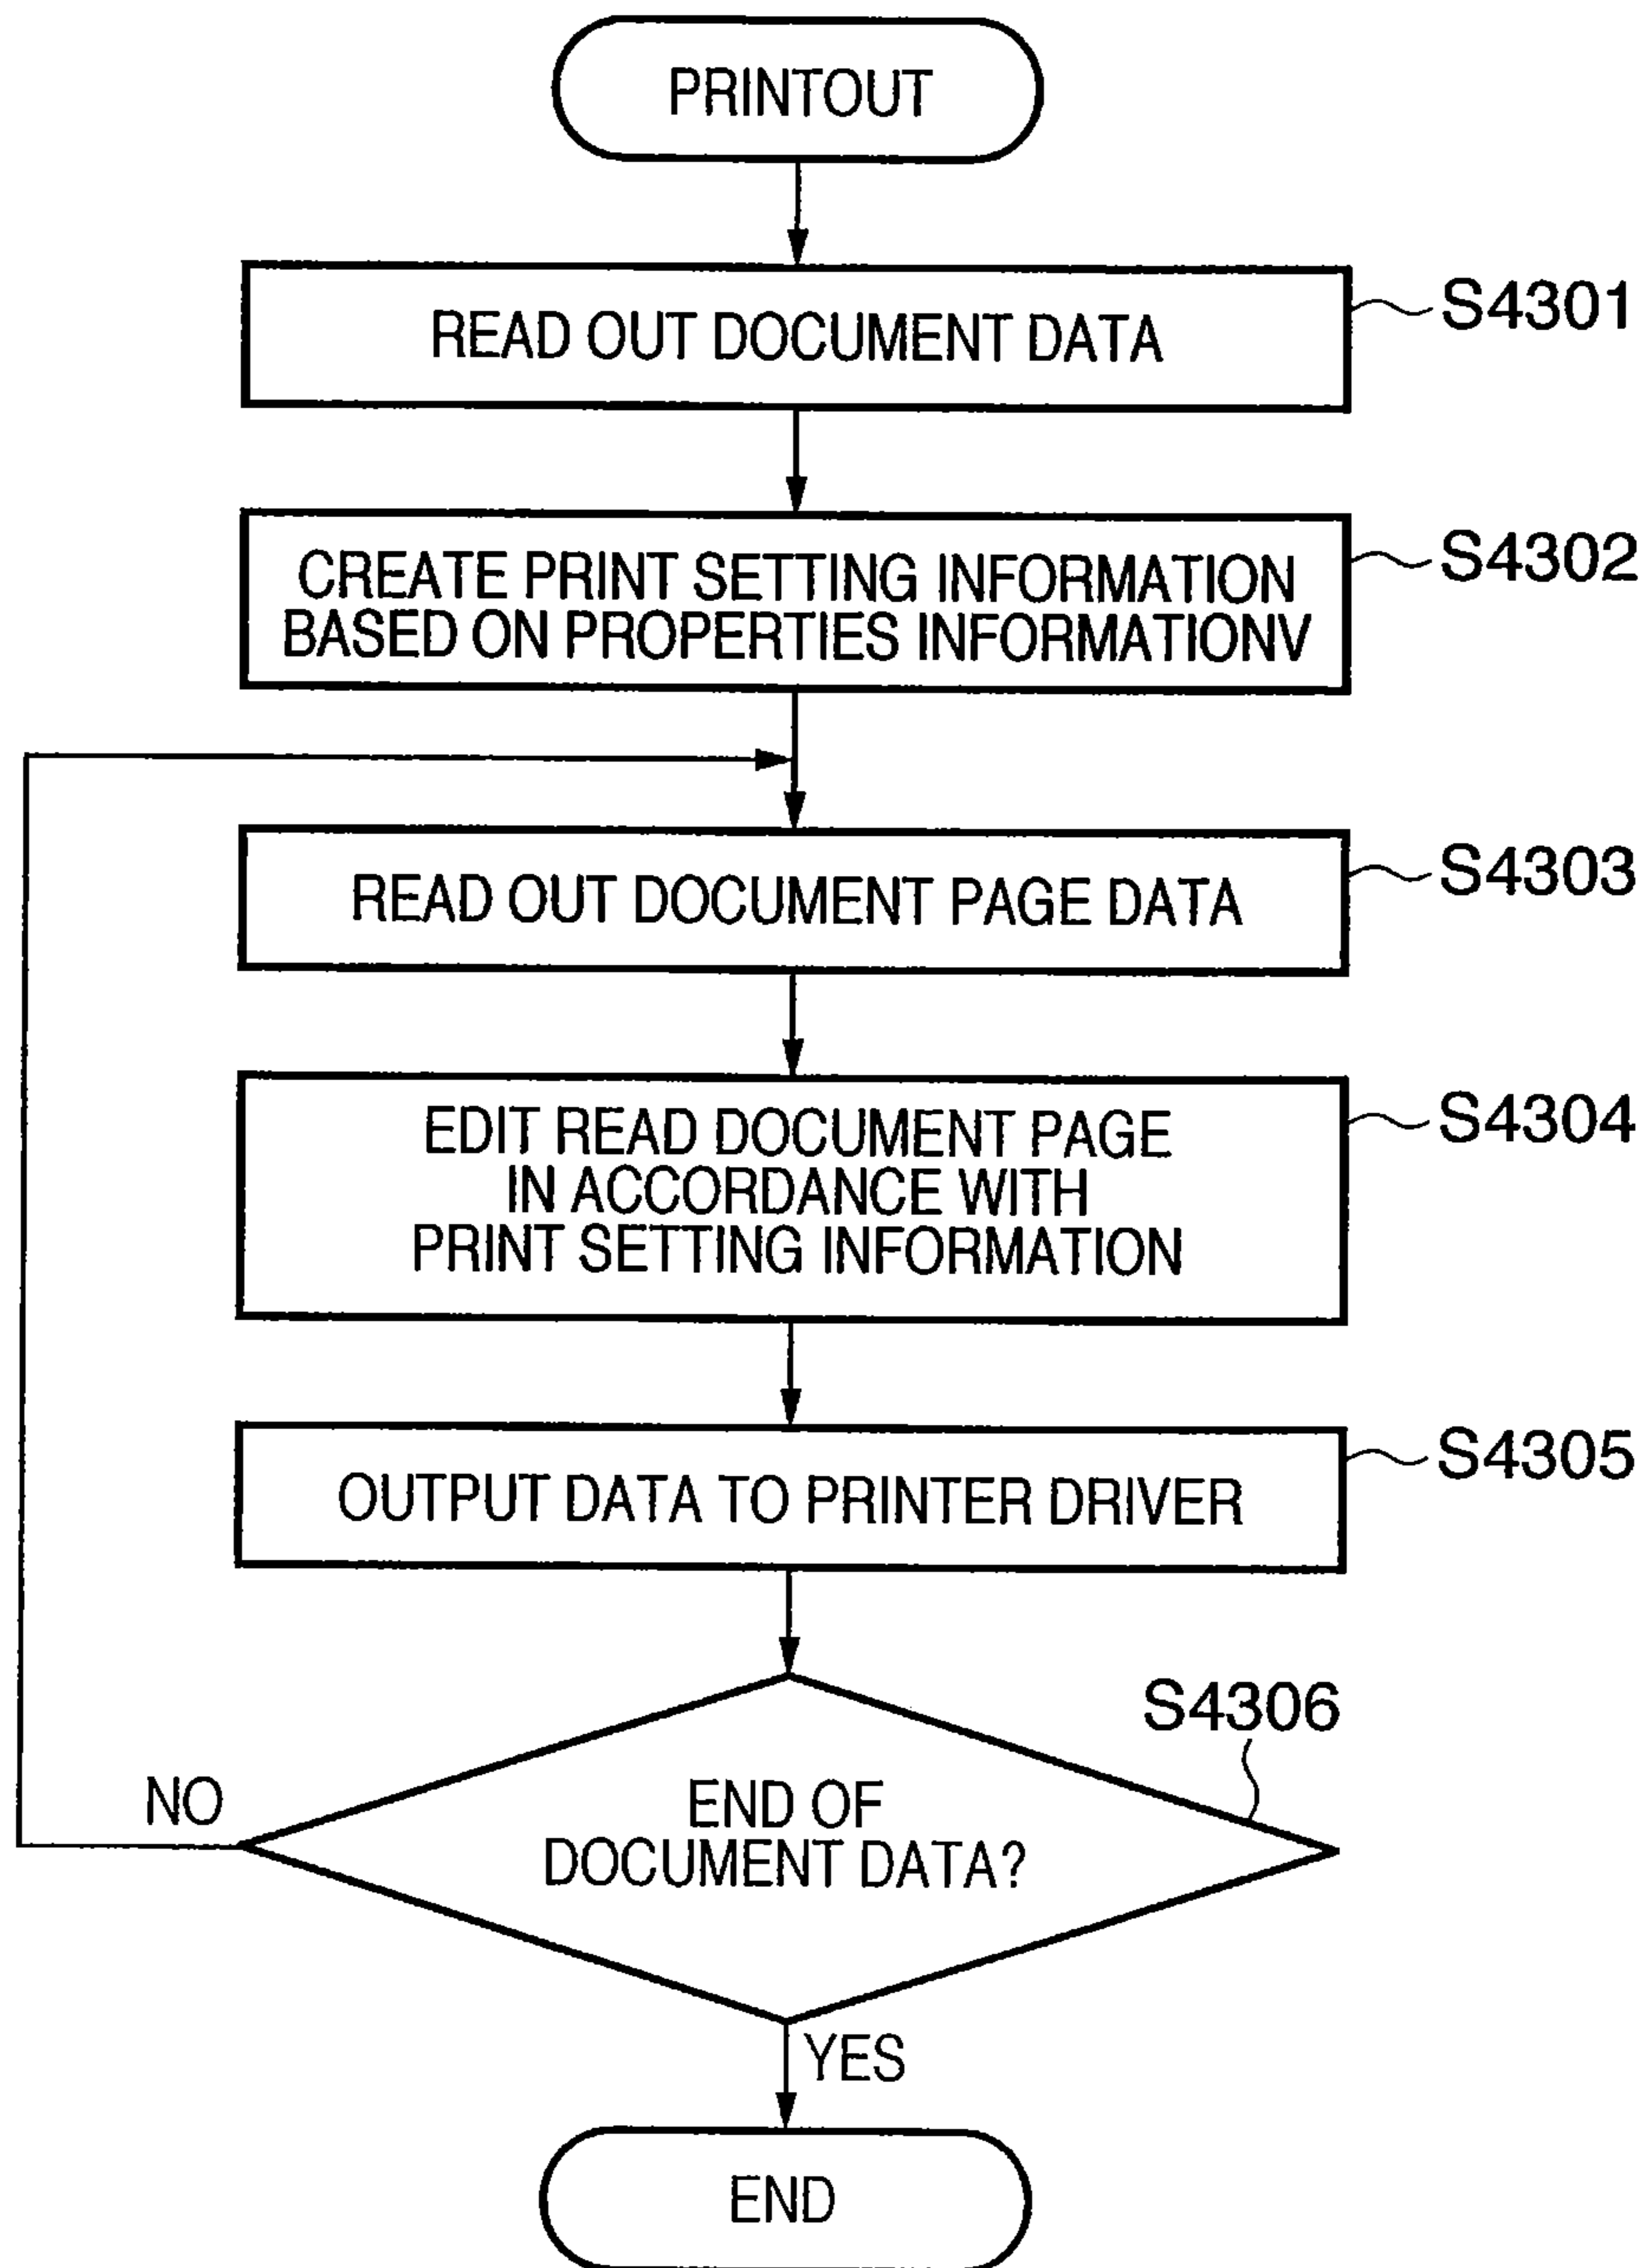 PRINTOUT
READ OUT DOCUMENT DATA
S4301
CREATE PRINT SETTING INFORMATION
BASED ON PROPERTIES INFORMATIONV
S4302
READ OUT DOCUMENT PAGE DATA
S4303
EDIT READ DOCUMENT PAGE
IN ACCORDANCE WITH
PRINT SETTING INFORMATION
S4304
OUTPUT DATA TO PRINTER DRIVER
S4305
S4306
NO
END OF
DOCUMENT DATA?
YES
END